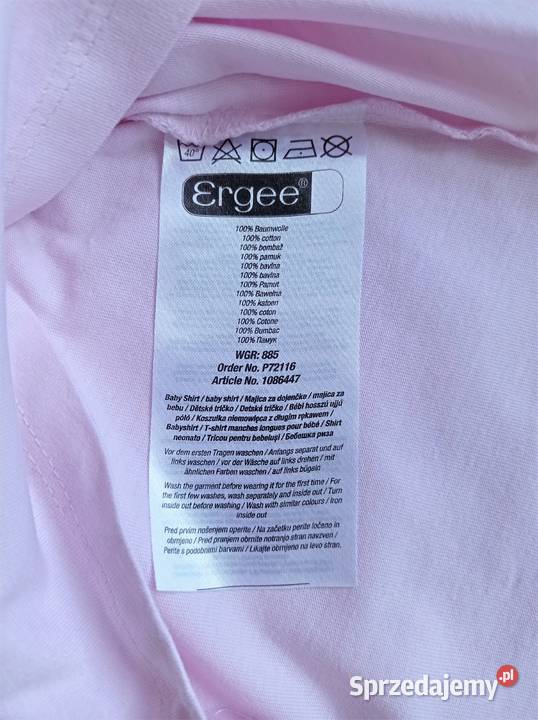 40°
Ergee®
100% Baumwolle
100% cotton
100% bombaž
100% pamuk
100% bavlna
100% bavlna
100% Pamut
100% Bawełna
100% katoen
100% coton
100% Cotone
100% Bumbac
100% Памук
WGR: 885
Order No. P72116
Article No. 1086447
Baby Shirt / baby shirt / Majica za dojenčke / majica za
bebu / Dětské tričko / Detské tričko / Bébi hosszú ujjú
póló / Koszulka niemowlęca z długim rękawem /
Babyshirt / T-shirt manches longues pour bébé / Shirt
neonato / Tricou pentru bebeluși / Бебешка риза
Vor dem ersten Tragen waschen / Anfangs separat und auf
links waschen / vor der Wäsche auf links drehen / mit
ähnlichen Farben waschen / auf links bügeln
Wash the garment before wearing it for the first time / For
the first few washes, wash separately and inside out / Turn
inside out before washing / Wash with similar colours / Iron
inside out
Pred prvim nošenjem operite / Na začetku perite ločeno in
obrnjeno / Pred pranjem obrnite notranjo stran navzven /
Perite s podobnimi barvami / Likajte obrnjeno na levo stran.
Sprzedajemy.pl